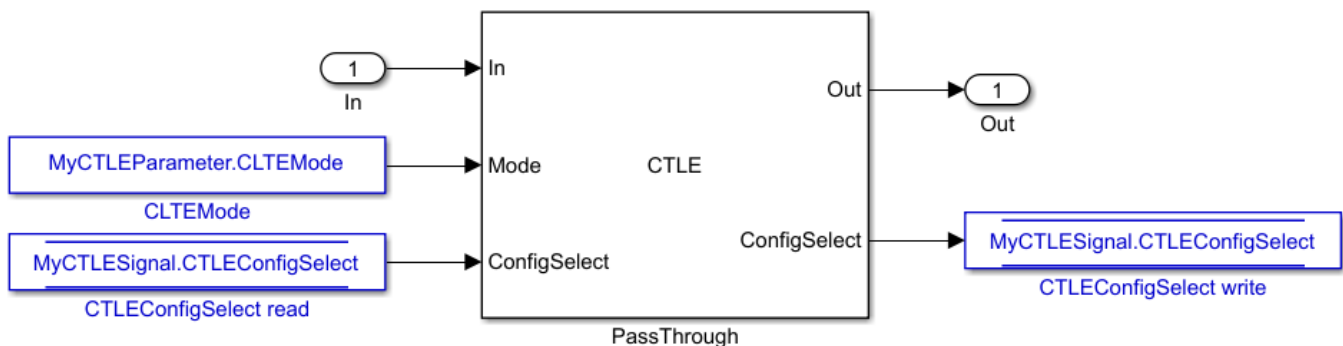 1
In
MyCTLEParameter.CLTEMode
CLTEMode
MyCTLESignal.CTLEConfigSelect
CTLEConfigSelect read
In
Mode
ConfigSelect
CTLE
Out
ConfigSelect
PassThrough
1
Out
MyCTLESignal.CTLEConfigSelect
CTLEConfigSelect write